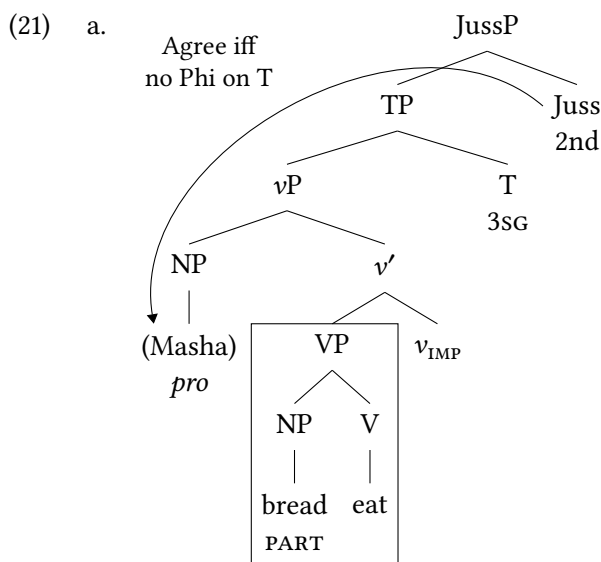 (21) a. JussP
Agree iff
no Phi on T
TP Juss
2nd
vP T
3SG
NP v′
(Masha) VP vIMP
pro
NP V
bread eat
PART